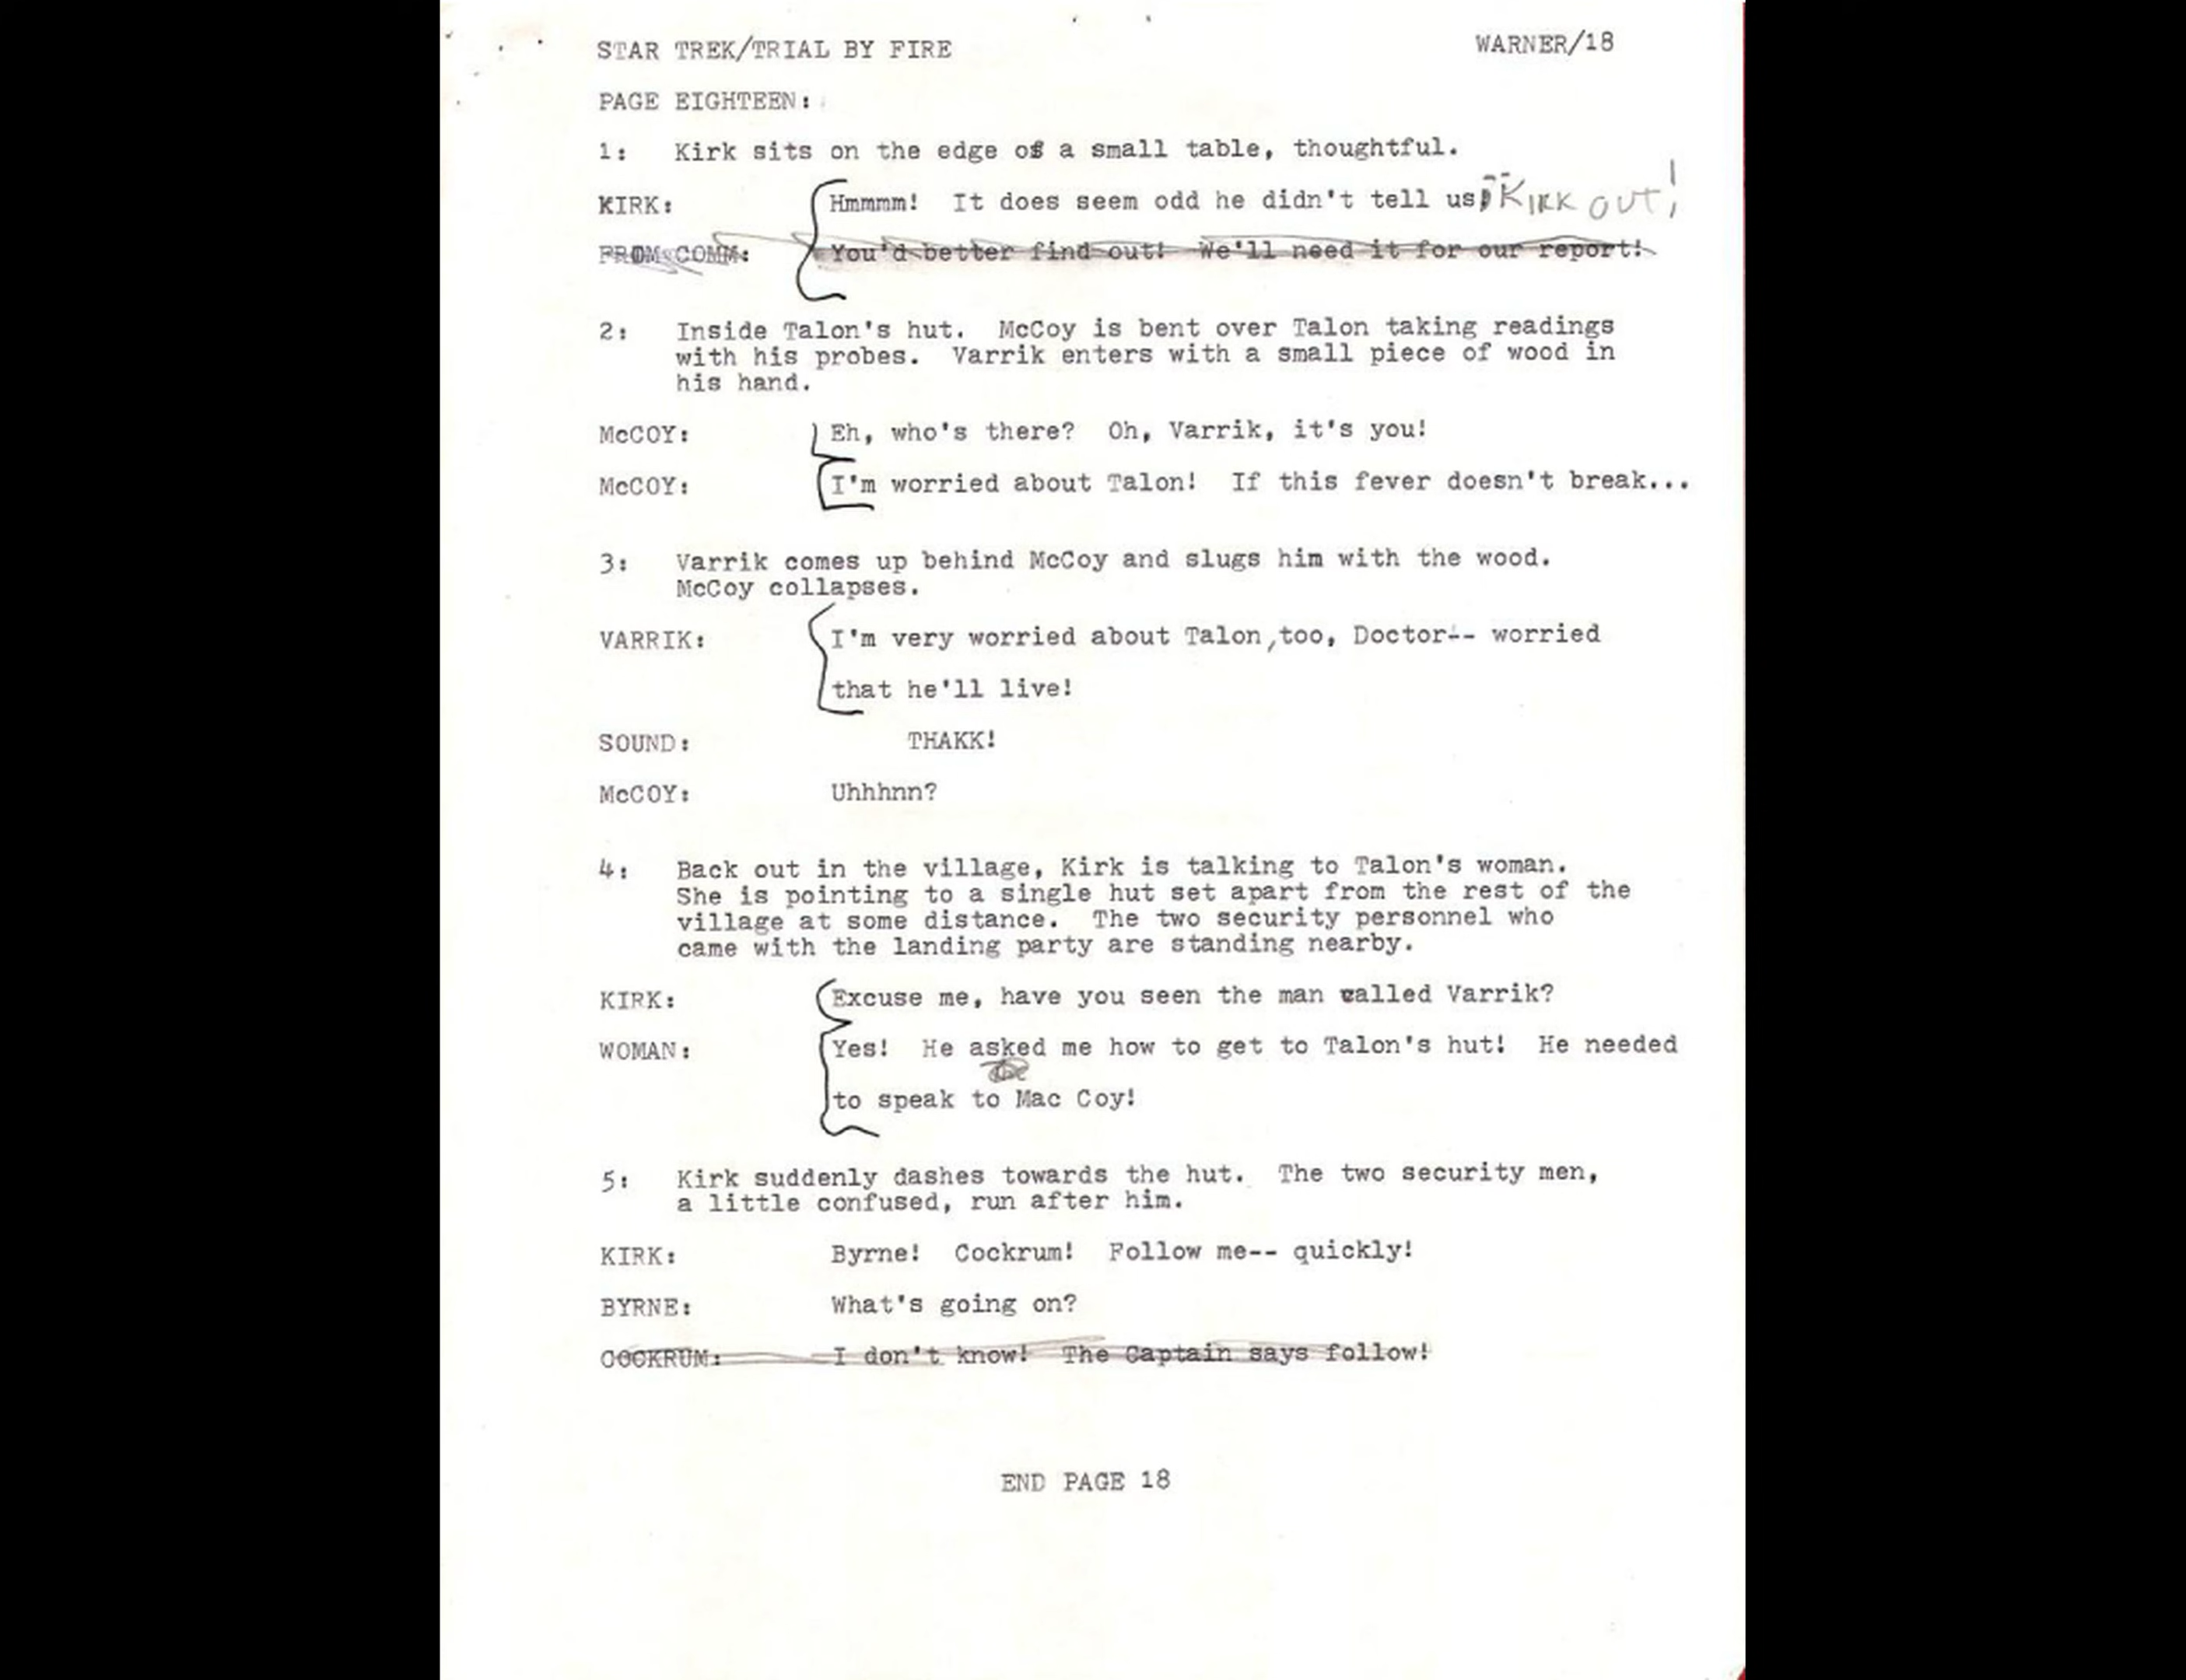 STAR TREK/TRIAL BY FIRE WARNER/18
PAGE EIGHTEEN:
1: Kirk sits on the edge of a small table, thoughtful.
KIRK: Hmmmm! It does seem odd he didn't tell us, -- Kirk out!
FROM COMM: You'd better find out! We'll need it for our report!
2: Inside Talon's hut. McCoy is bent over Talon taking readings
with his probes. Varrik enters with a small piece of wood in
his hand.
McCOY: Eh, who's there? Oh, Varrik, it's you!
McCOY: I'm worried about Talon! If this fever doesn't break...
3: Varrik comes up behind McCoy and slugs him with the wood.
McCoy collapses.
VARRIK: I'm very worried about Talon, too, Doctor-- worried
that he'll live!
SOUND: THAKK!
McCOY: Uhhhnn?
4: Back out in the village, Kirk is talking to Talon's woman.
She is pointing to a single hut set apart from the rest of the
village at some distance. The two security personnel who
came with the landing party are standing nearby.
KIRK: Excuse me, have you seen the man called Varrik?
WOMAN: Yes! He asked me how to get to Talon's hut! He needed
to speak to Mac Coy!
5: Kirk suddenly dashes towards the hut. The two security men,
a little confused, run after him.
KIRK: Byrne! Cockrum! Follow me-- quickly!
BYRNE: What's going on?
COCKRUM: I don't know! The Captain says follow!
END PAGE 18